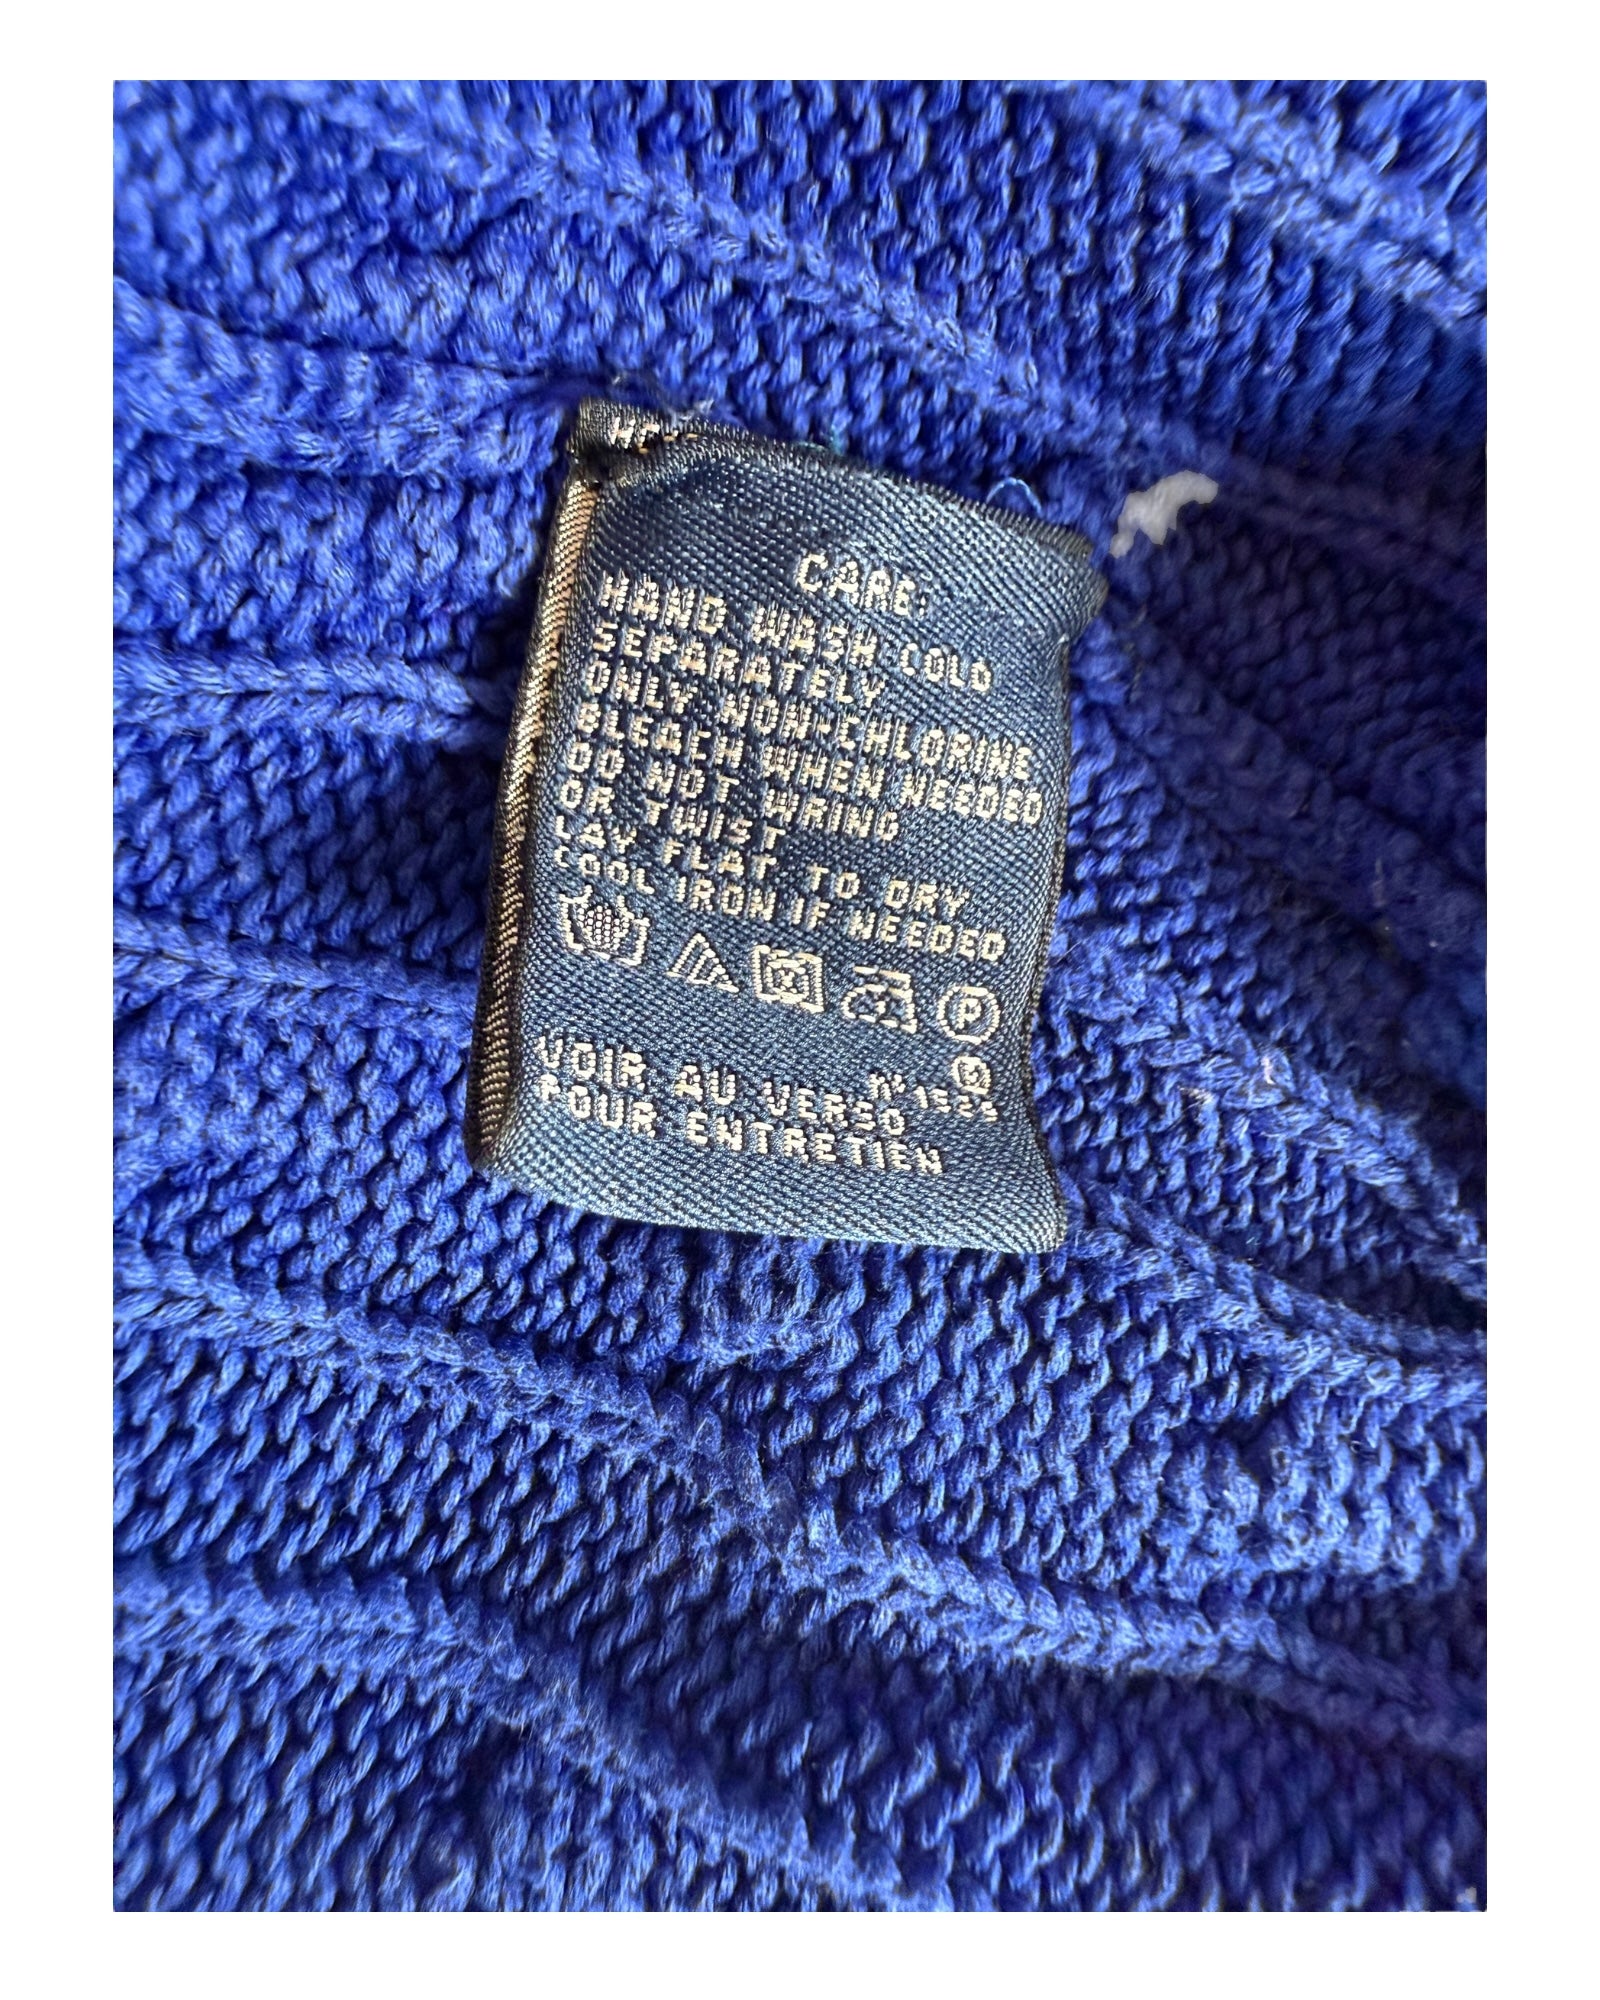 CARE:
HAND WASH COLD
SEPARATELY
ONLY NON-CHLORINE
BLEACH WHEN NEEDED
DO NOT WRING
OR TWIST
LAY FLAT TO DRY
COOL IRON IF NEEDED
P
VOIR AU VERSO
POUR ENTRETIEN